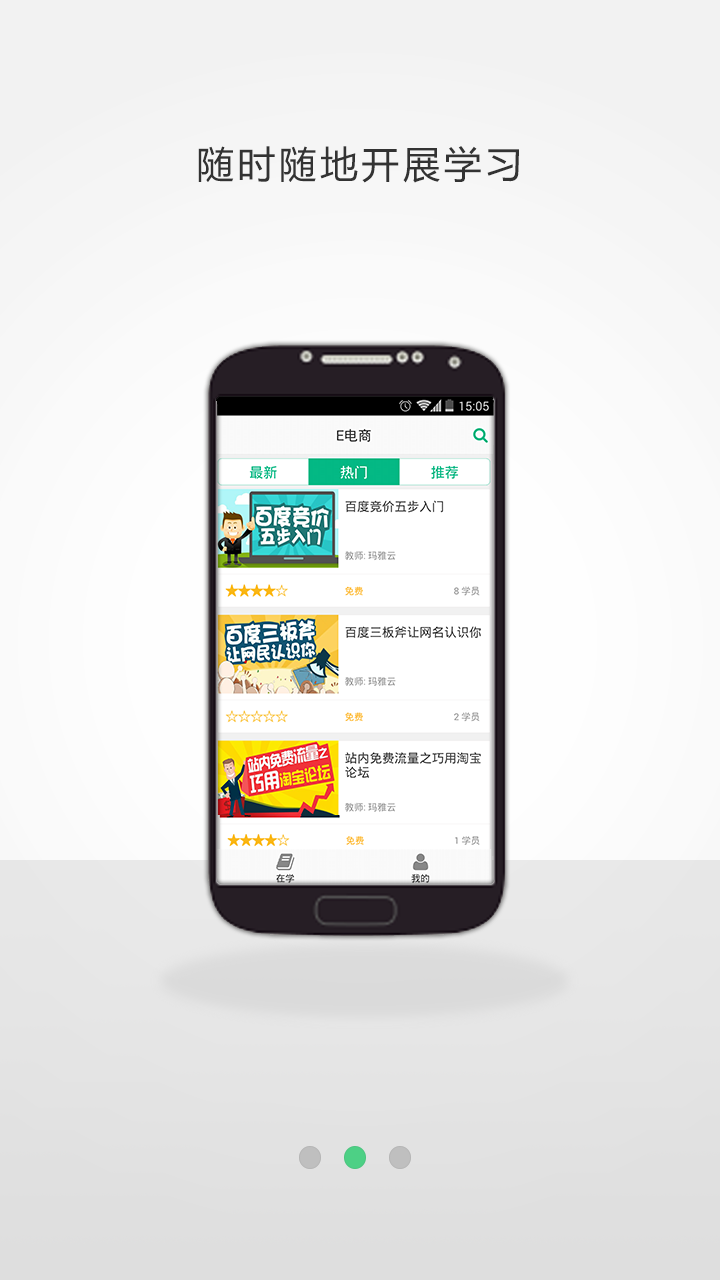 随时随地开展学习
15:05
E电商
最新 热门 推荐
百度竞价
五步入门
百度竞价五步入门
教师: 玛雅云
免费 8 学员
百度三板斧
让网民认识你
百度三板斧让网名认识你
教师: 玛雅云
免费 2 学员
站内免费流量之
巧用淘宝论坛
站内免费流量之巧用淘宝
论坛
教师: 玛雅云
免费 1 学员
在学 我的